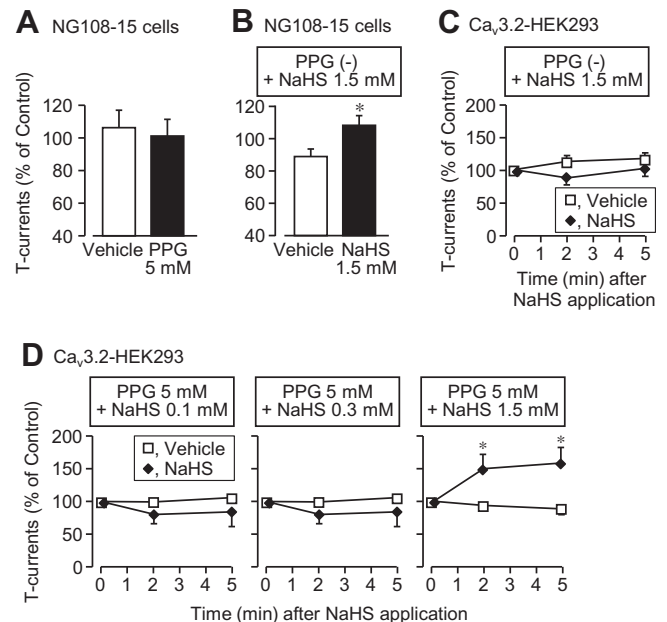 A NG108-15 cells
T-currents (% of Control)
120
100
80
60
40
Vehicle PPG
5 mM
B NG108-15 cells
PPG (-)
+ NaHS 1.5 mM
120
100
80
60
40
*
Vehicle NaHS
1.5 mM
C Cav3.2-HEK293
PPG (-)
+ NaHS 1.5 mM
T-currents (% of Control)
200
150
100
50
0
□, Vehicle
◆, NaHS
0 1 2 3 4 5
Time (min) after
NaHS application
D Cav3.2-HEK293
PPG 5 mM
+ NaHS 0.1 mM
PPG 5 mM
+ NaHS 0.3 mM
PPG 5 mM
+ NaHS 1.5 mM
T-currents (% of Control)
200
150
100
50
0
□, Vehicle
◆, NaHS
* *
0 1 2 3 4 5 0 1 2 3 4 5 0 1 2 3 4 5
Time (min) after NaHS application